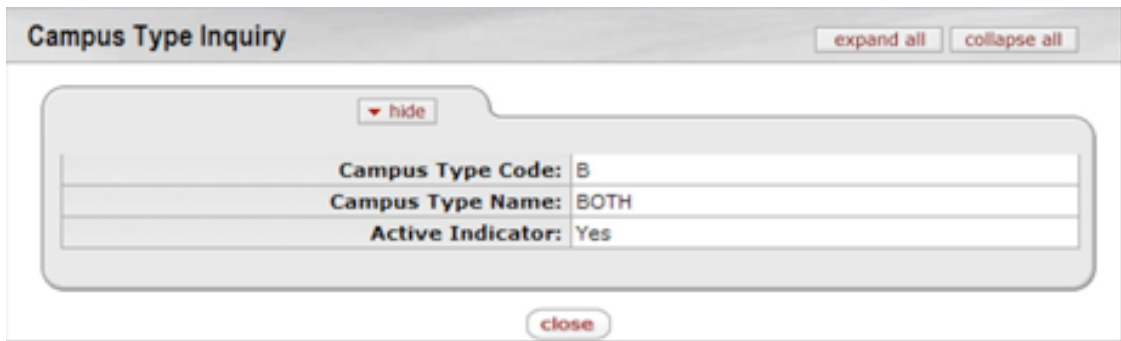 Campus Type Inquiry expand all collapse all
hide
Campus Type Code: B
Campus Type Name: BOTH
Active Indicator: Yes
close